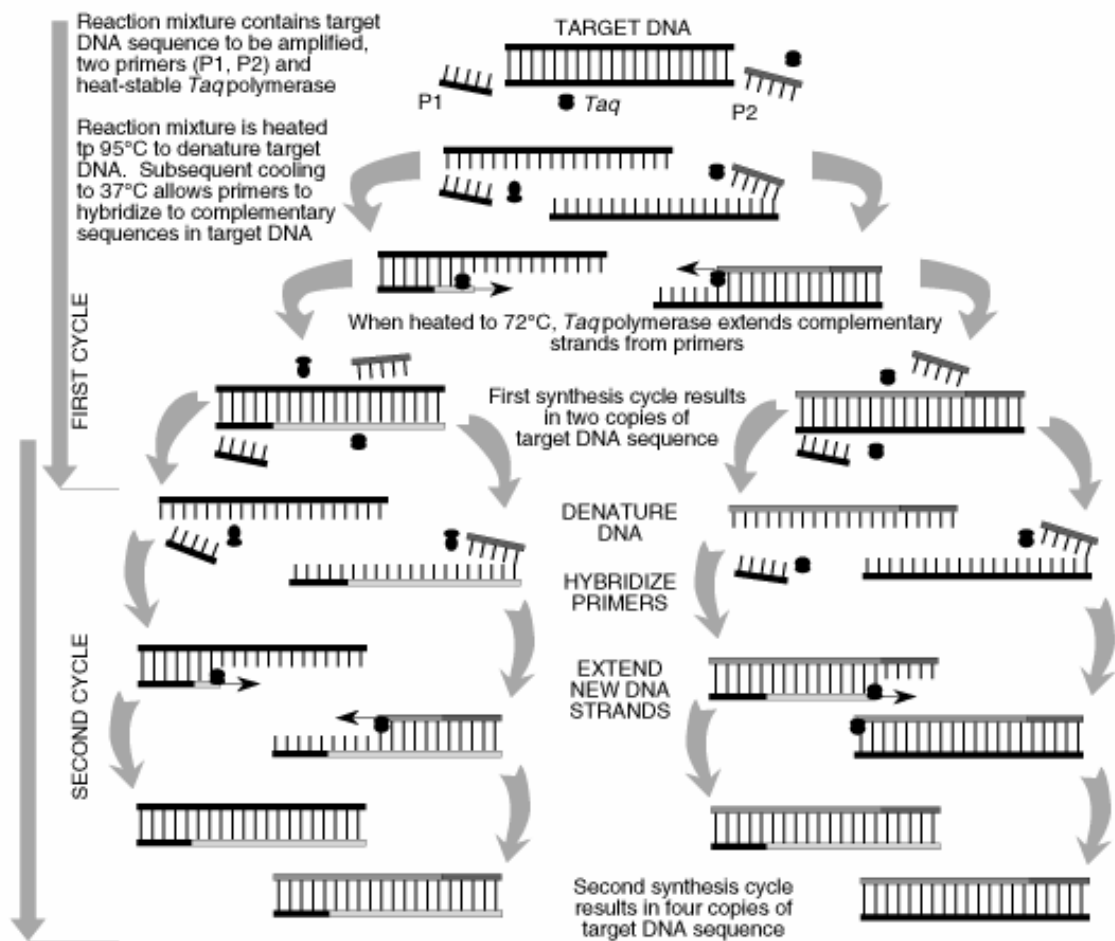 Reaction mixture contains target
DNA sequence to be amplified,
two primers (P1, P2) and
heat-stable Taq polymerase
TARGET DNA
P1
Taq
P2
Reaction mixture is heated
tp 95°C to denature target
DNA. Subsequent cooling
to 37°C allows primers to
hybridize to complementary
sequences in target DNA
When heated to 72°C, Taq polymerase extends complementary
strands from primers
FIRST CYCLE
First synthesis cycle results
in two copies of
target DNA sequence
DENATURE
DNA
HYBRIDIZE
PRIMERS
EXTEND
NEW DNA
STRANDS
SECOND CYCLE
Second synthesis cycle
results in four copies of
target DNA sequence